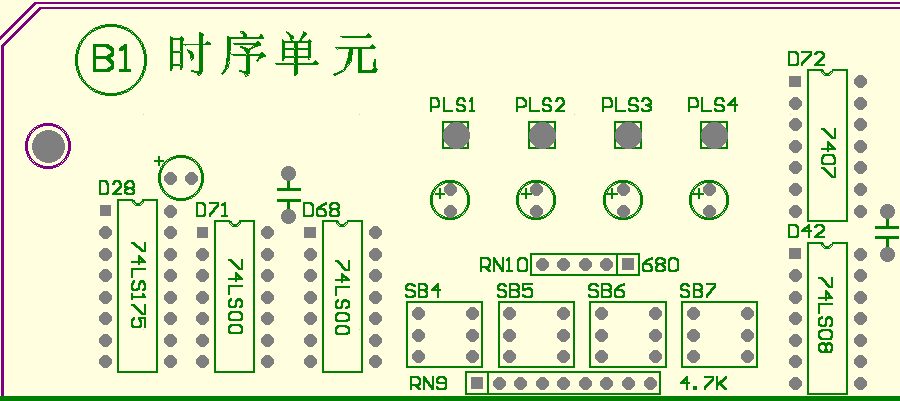 B1 时序单元
D72
PLS1 PLS2 PLS3 PLS4
7407
+
D28 D71 D68
+ + + +
D42
74LS175 74LS00 74LS00
RN10 680
SB4 SB5 SB6 SB7
74LS08
RN9 4.7K